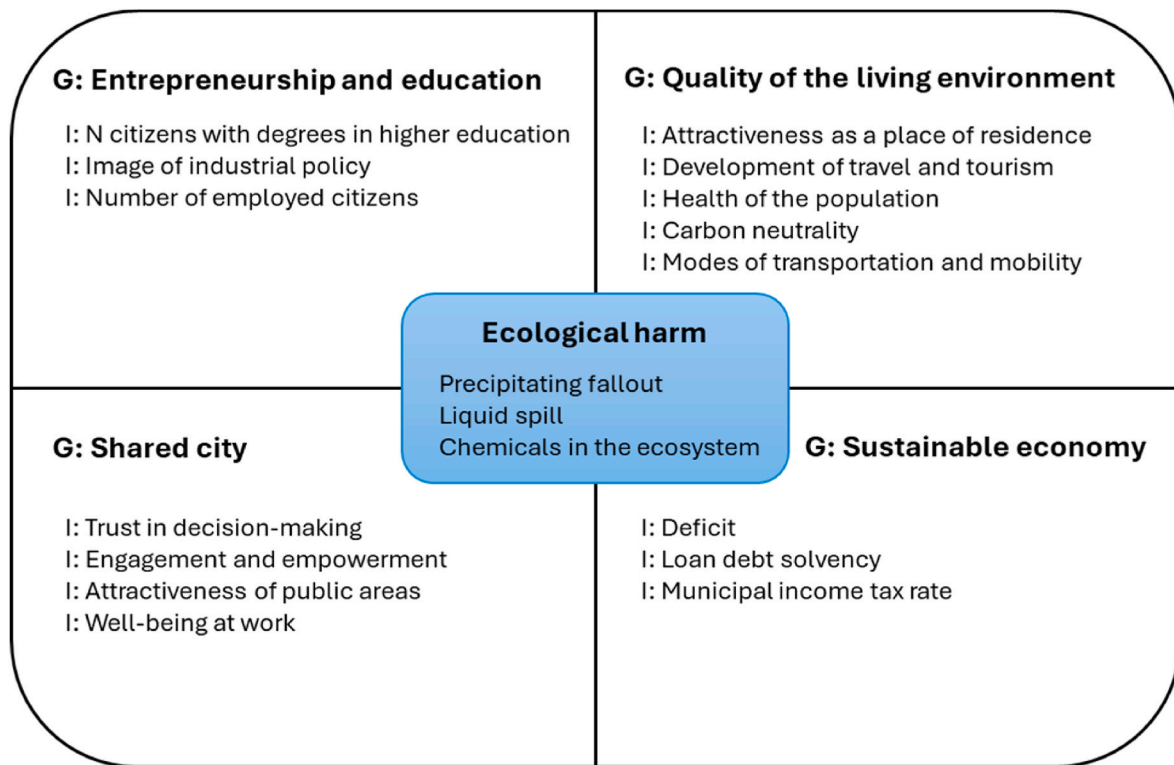 G: Entrepreneurship and education
I: N citizens with degrees in higher education
I: Image of industrial policy
I: Number of employed citizens
G: Quality of the living environment
I: Attractiveness as a place of residence
I: Development of travel and tourism
I: Health of the population
I: Carbon neutrality
I: Modes of transportation and mobility
Ecological harm
Precipitating fallout
Liquid spill
Chemicals in the ecosystem
G: Shared city
I: Trust in decision-making
I: Engagement and empowerment
I: Attractiveness of public areas
I: Well-being at work
G: Sustainable economy
I: Deficit
I: Loan debt solvency
I: Municipal income tax rate